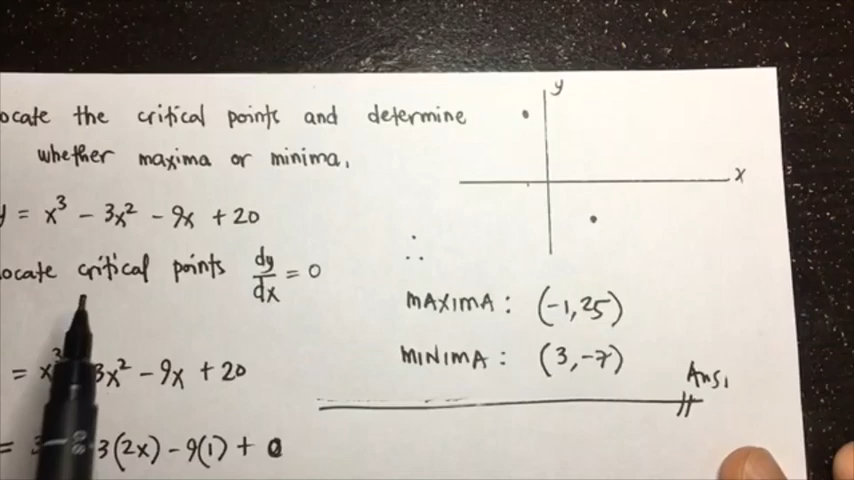 ocate the critical points and determine
whether maxima or minima.
y = x³ - 3x² - 9x + 20
ocate critical points dy/dx = 0
= x³ 3x² - 9x + 20
= 3 3(2x) - 9(1) + 0
y
x
∴
MAXIMA: (-1, 25)
MINIMA: (3, -7)
Ans.